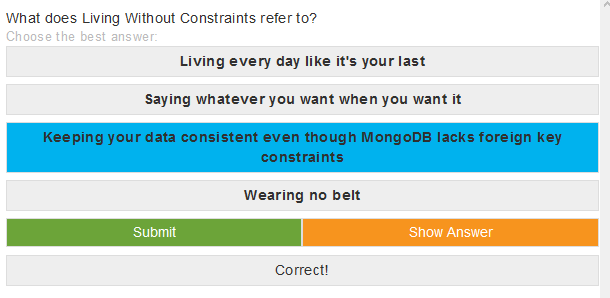 What does Living Without Constraints refer to?
Choose the best answer:
Living every day like it's your last
Saying whatever you want when you want it
Keeping your data consistent even though MongoDB lacks foreign key
constraints
Wearing no belt
Submit
Show Answer
Correct!